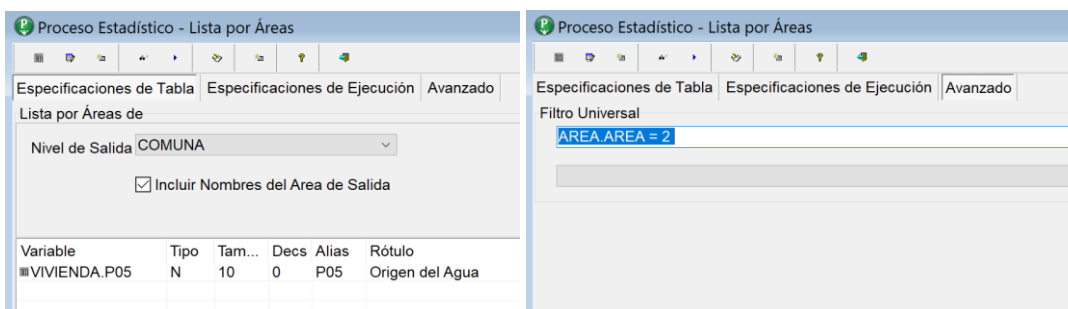 Proceso Estadístico - Lista por Áreas
Especificaciones de Tabla Especificaciones de Ejecución Avanzado
Lista por Áreas de
Nivel de Salida COMUNA
Incluir Nombres del Area de Salida
Variable Tipo Tam... Decs Alias Rótulo
VIVIENDA.P05 N 10 0 P05 Origen del Agua
Proceso Estadístico - Lista por Áreas
Especificaciones de Tabla Especificaciones de Ejecución Avanzado
Filtro Universal
AREA.AREA = 2